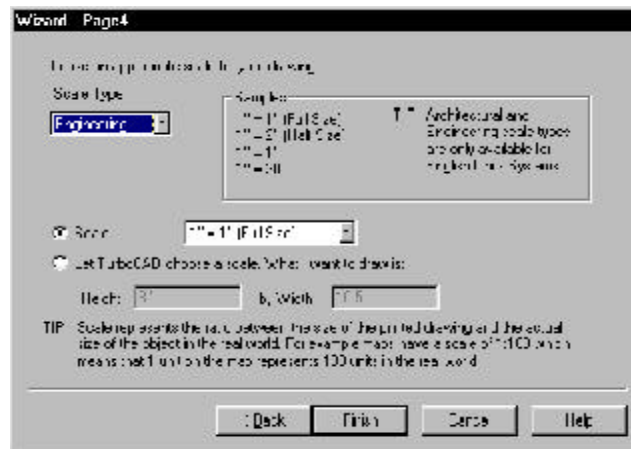 Wizard - Page4
Scale Type
Engineering
Samples
1" = 1" (Full Size)
1" = 2" (Half Size)
1" = 1'
Architectural and
Engineering scale types
are only available for
English Units Systems
Scale
1" = 1" (Full Size)
Let TurboCAD choose a scale. What I want to draw is:
Height by Width
TIP Scale represents the ratio between the size of the printed drawing and the actual
size of the object in the real world. For example maps have a scale of 1:100 which
means that 1 unit on the map represents 100 units in the real world
< Back
Finish
Cancel
Help